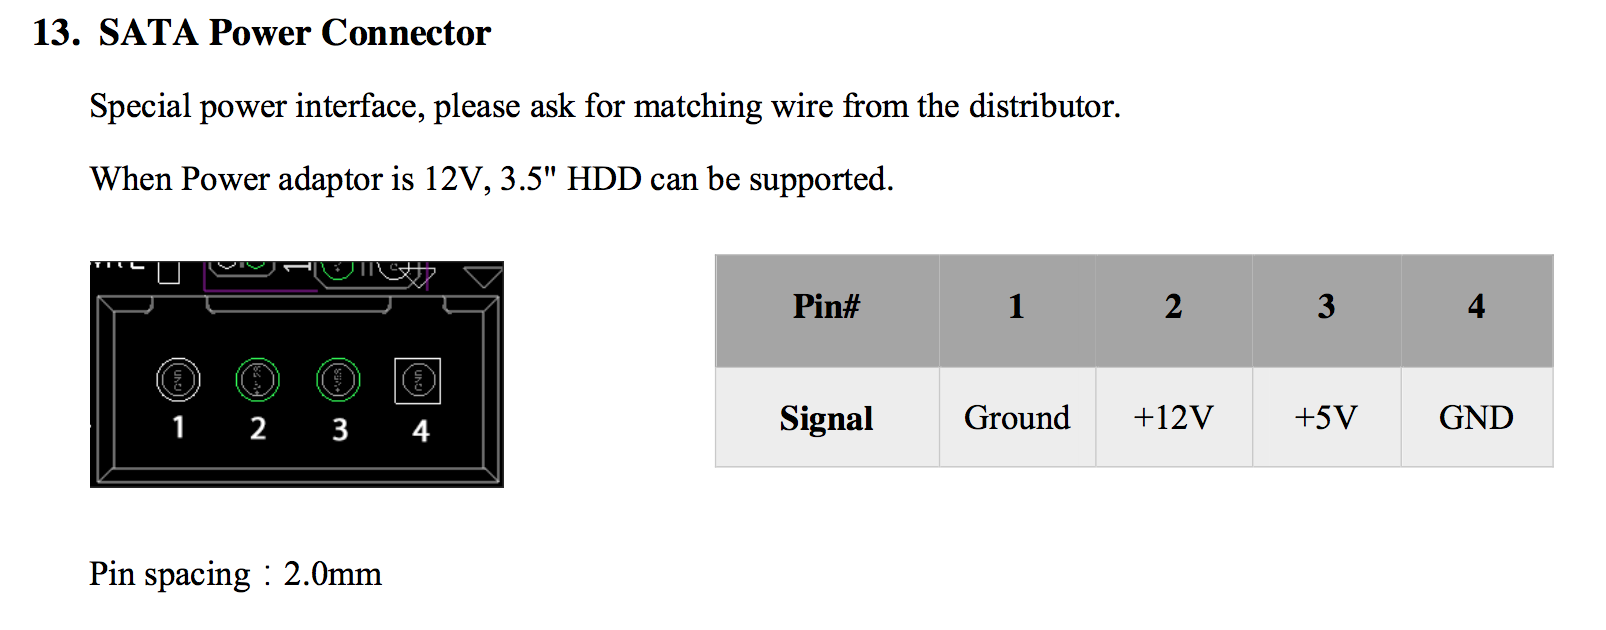 13. SATA Power Connector
Special power interface, please ask for matching wire from the distributor.
When Power adaptor is 12V, 3.5" HDD can be supported.
1 2 3 4
Pin# 1 2 3 4
Signal Ground +12V +5V GND
Pin spacing：2.0mm